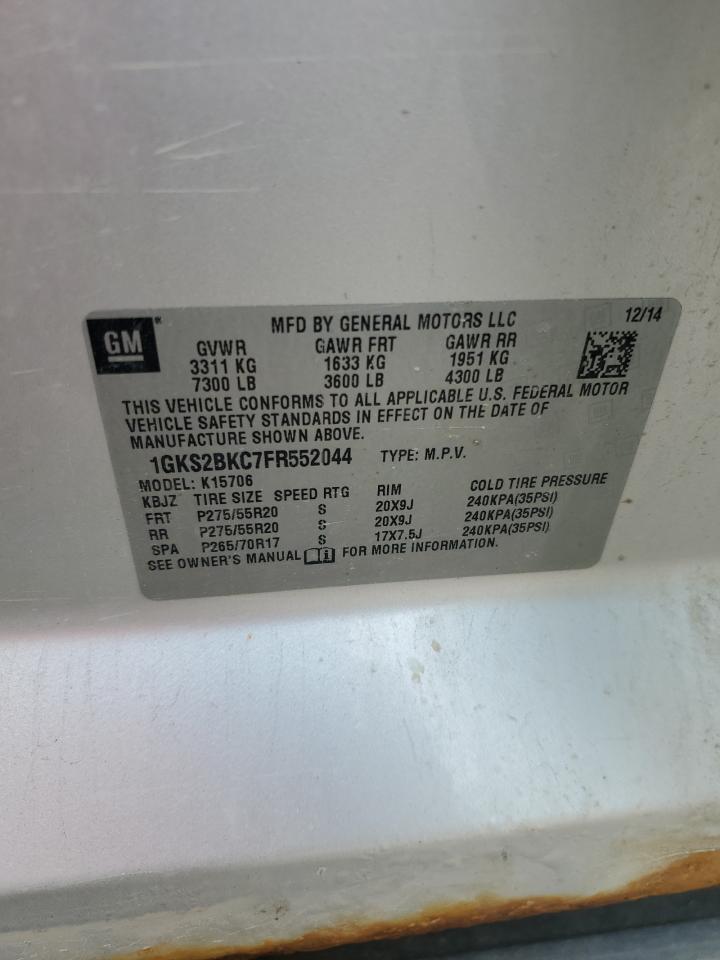 GM MFD BY GENERAL MOTORS LLC 12/14
GVWR GAWR FRT GAWR RR
3311 KG 1633 KG 1951 KG
7300 LB 3600 LB 4300 LB
THIS VEHICLE CONFORMS TO ALL APPLICABLE U.S. FEDERAL MOTOR
VEHICLE SAFETY STANDARDS IN EFFECT ON THE DATE OF
MANUFACTURE SHOWN ABOVE.
1GKS2BKC7FR552044 TYPE: M.P.V.
MODEL: K15706
KBJZ TIRE SIZE SPEED RTG RIM COLD TIRE PRESSURE
FRT P275/55R20 S 20X9J 240KPA(35PSI)
RR P275/55R20 S 20X9J 240KPA(35PSI)
SPA P265/70R17 S 17X7.5J 240KPA(35PSI)
SEE OWNER'S MANUAL i FOR MORE INFORMATION.